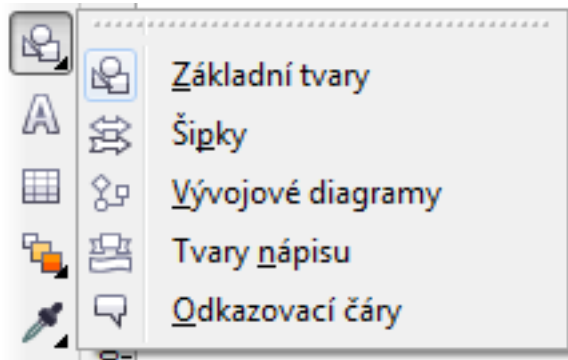 Základní tvary
Šipky
Vývojové diagramy
Tvary nápisu
Odkazovací čáry